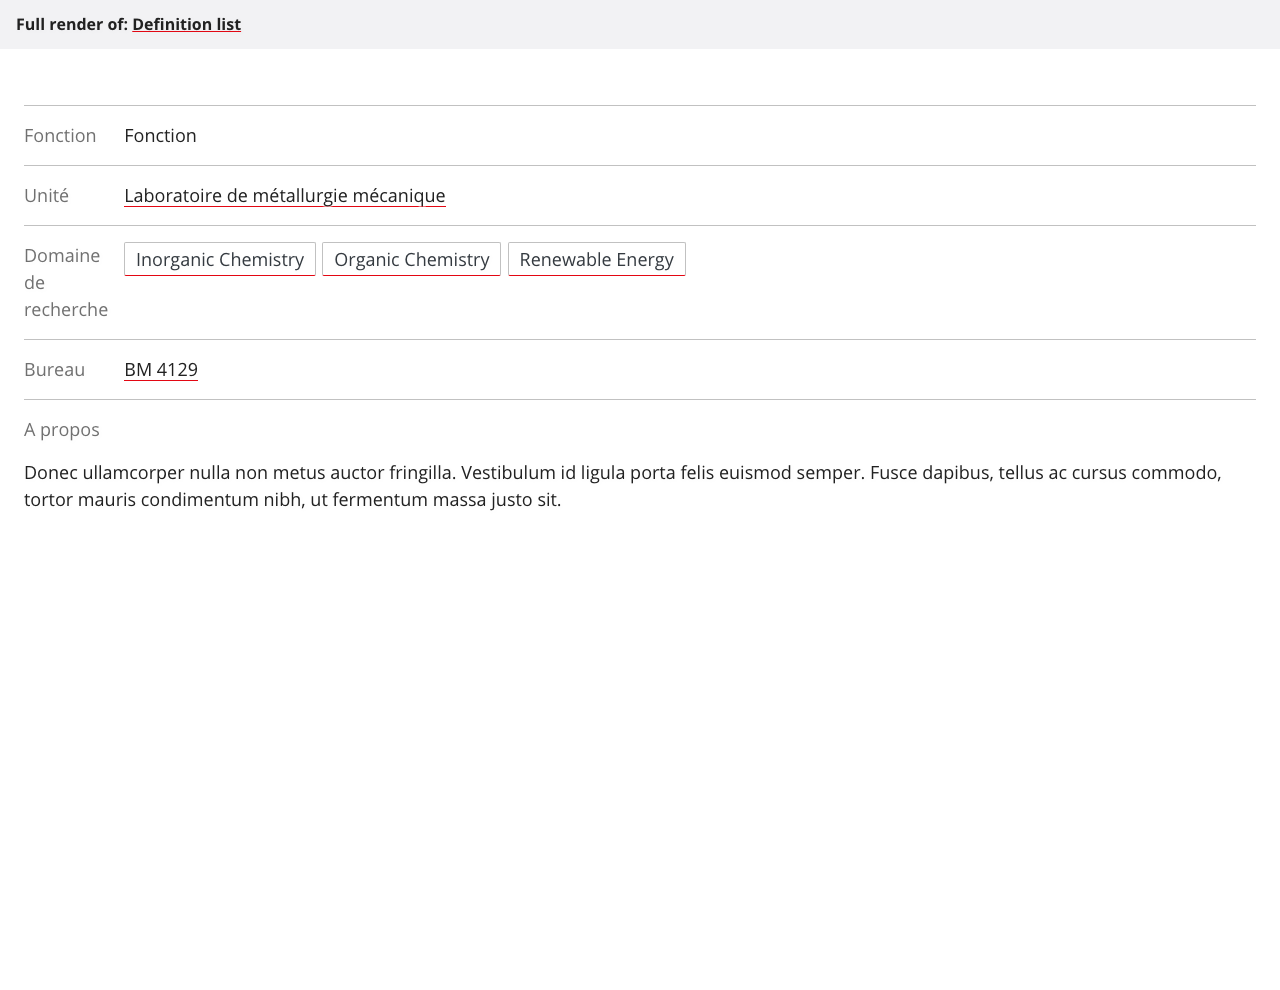 Full render of: Definition list
Fonction Fonction
Unité Laboratoire de métallurgie mécanique
Domaine de recherche Inorganic Chemistry Organic Chemistry Renewable Energy
Bureau BM 4129
A propos
Donec ullamcorper nulla non metus auctor fringilla. Vestibulum id ligula porta felis euismod semper. Fusce dapibus, tellus ac cursus commodo,
tortor mauris condimentum nibh, ut fermentum massa justo sit.